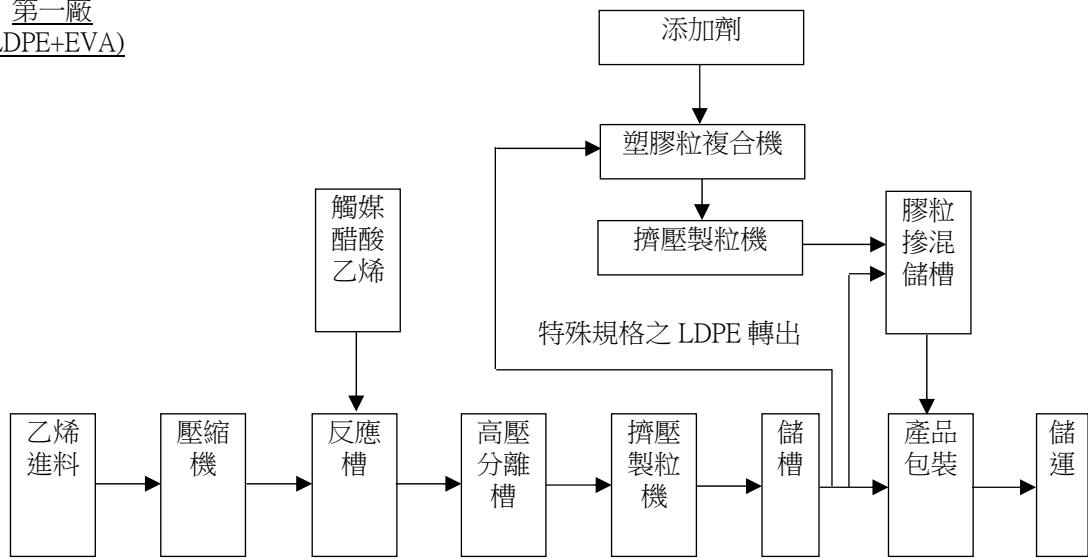 第一廠
LDPE+EVA)
添加劑
塑膠粒複合機
擠壓製粒機
觸媒
醋酸
乙烯
膠粒
摻混
儲槽
特殊規格之 LDPE 轉出
乙烯
進料
壓縮
機
反應
槽
高壓
分離
槽
擠壓
製粒
機
儲
槽
產品
包裝
儲
運